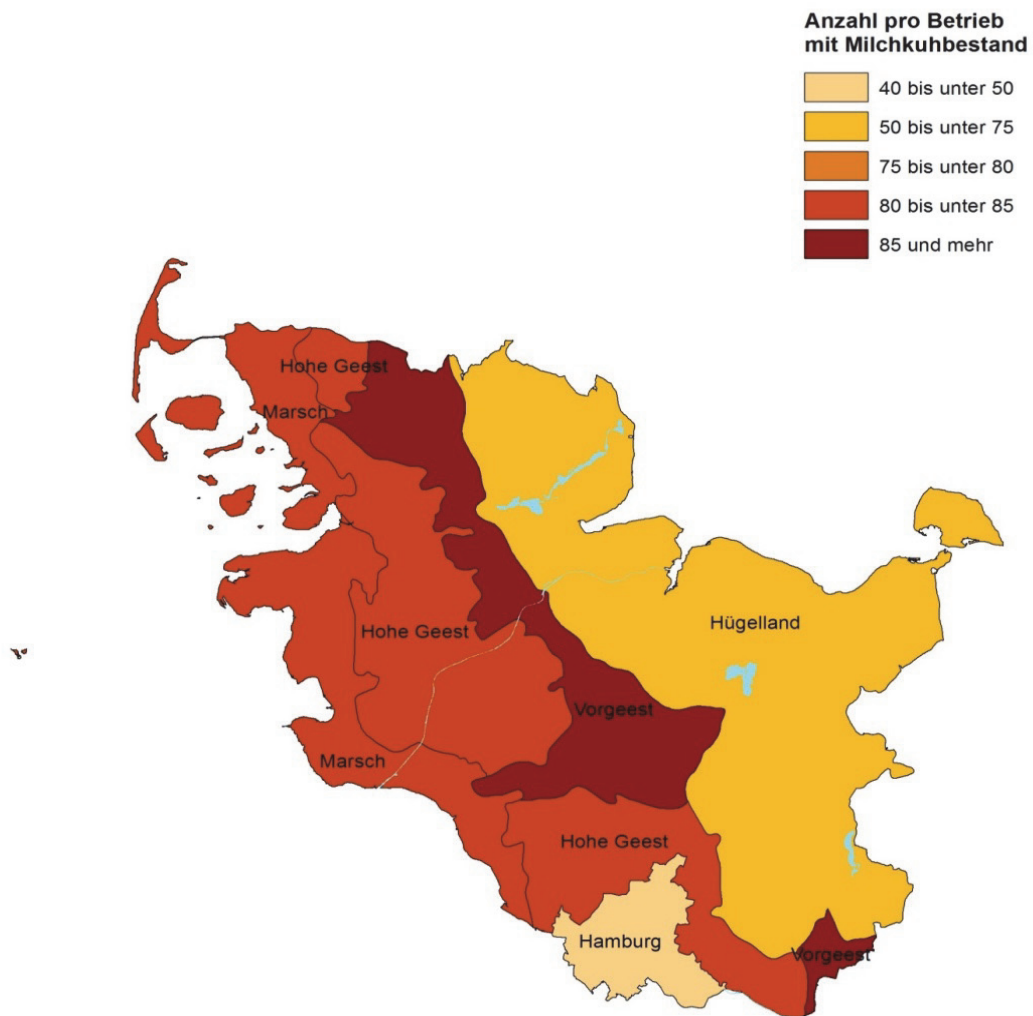 Anzahl pro Betrieb
mit Milchkuhbestand
40 bis unter 50
50 bis unter 75
75 bis unter 80
80 bis unter 85
85 und mehr
Hohe Geest
Marsch
Hügelland
Hohe Geest
Vorgeest
Marsch
Hohe Geest
Hamburg
Vorgeest